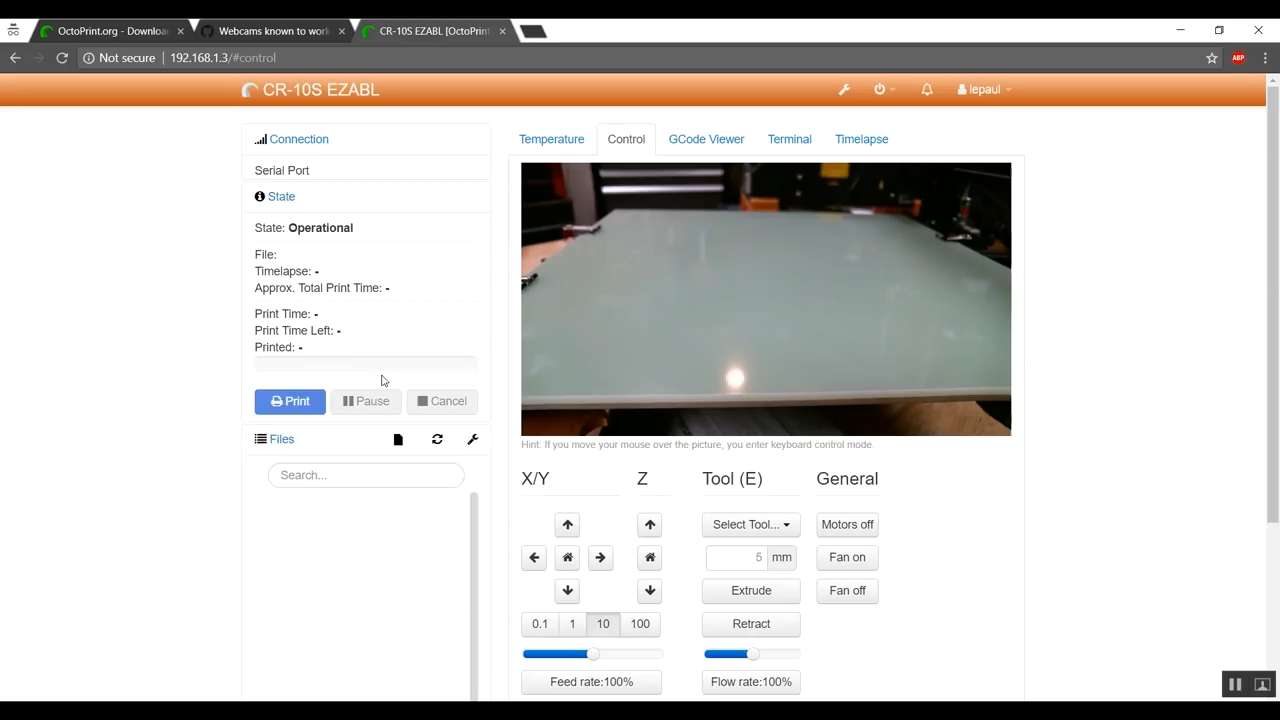 OctoPrint.org - Downloa
Webcams known to work
CR-10S EZABL [OctoPrint
Not secure
192.168.1.3/#control
ABP
CR-10S EZABL
lepaul
Connection
Serial Port
State
State: Operational
File:
Timelapse: -
Approx. Total Print Time: -
Print Time: -
Print Time Left: -
Printed: -
Print
Pause
Cancel
Files
Search...
Temperature
Control
GCode Viewer
Terminal
Timelapse
Hint: If you move your mouse over the picture, you enter keyboard control mode.
X/Y
Z
Tool (E)
General
Select Tool...
Motors off
5
mm
Fan on
Extrude
Fan off
0.1
1
10
100
Retract
Feed rate:100%
Flow rate:100%